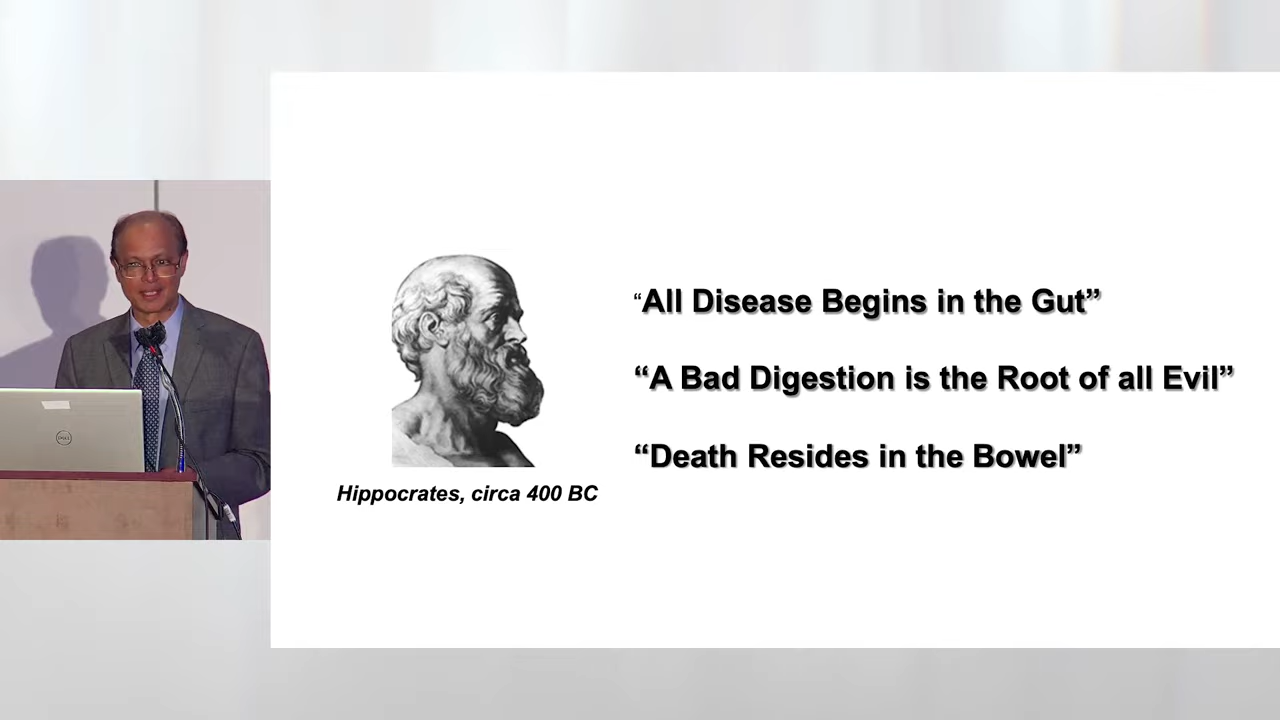 “All Disease Begins in the Gut”
“A Bad Digestion is the Root of all Evil”
“Death Resides in the Bowel”
Hippocrates, circa 400 BC
DELL